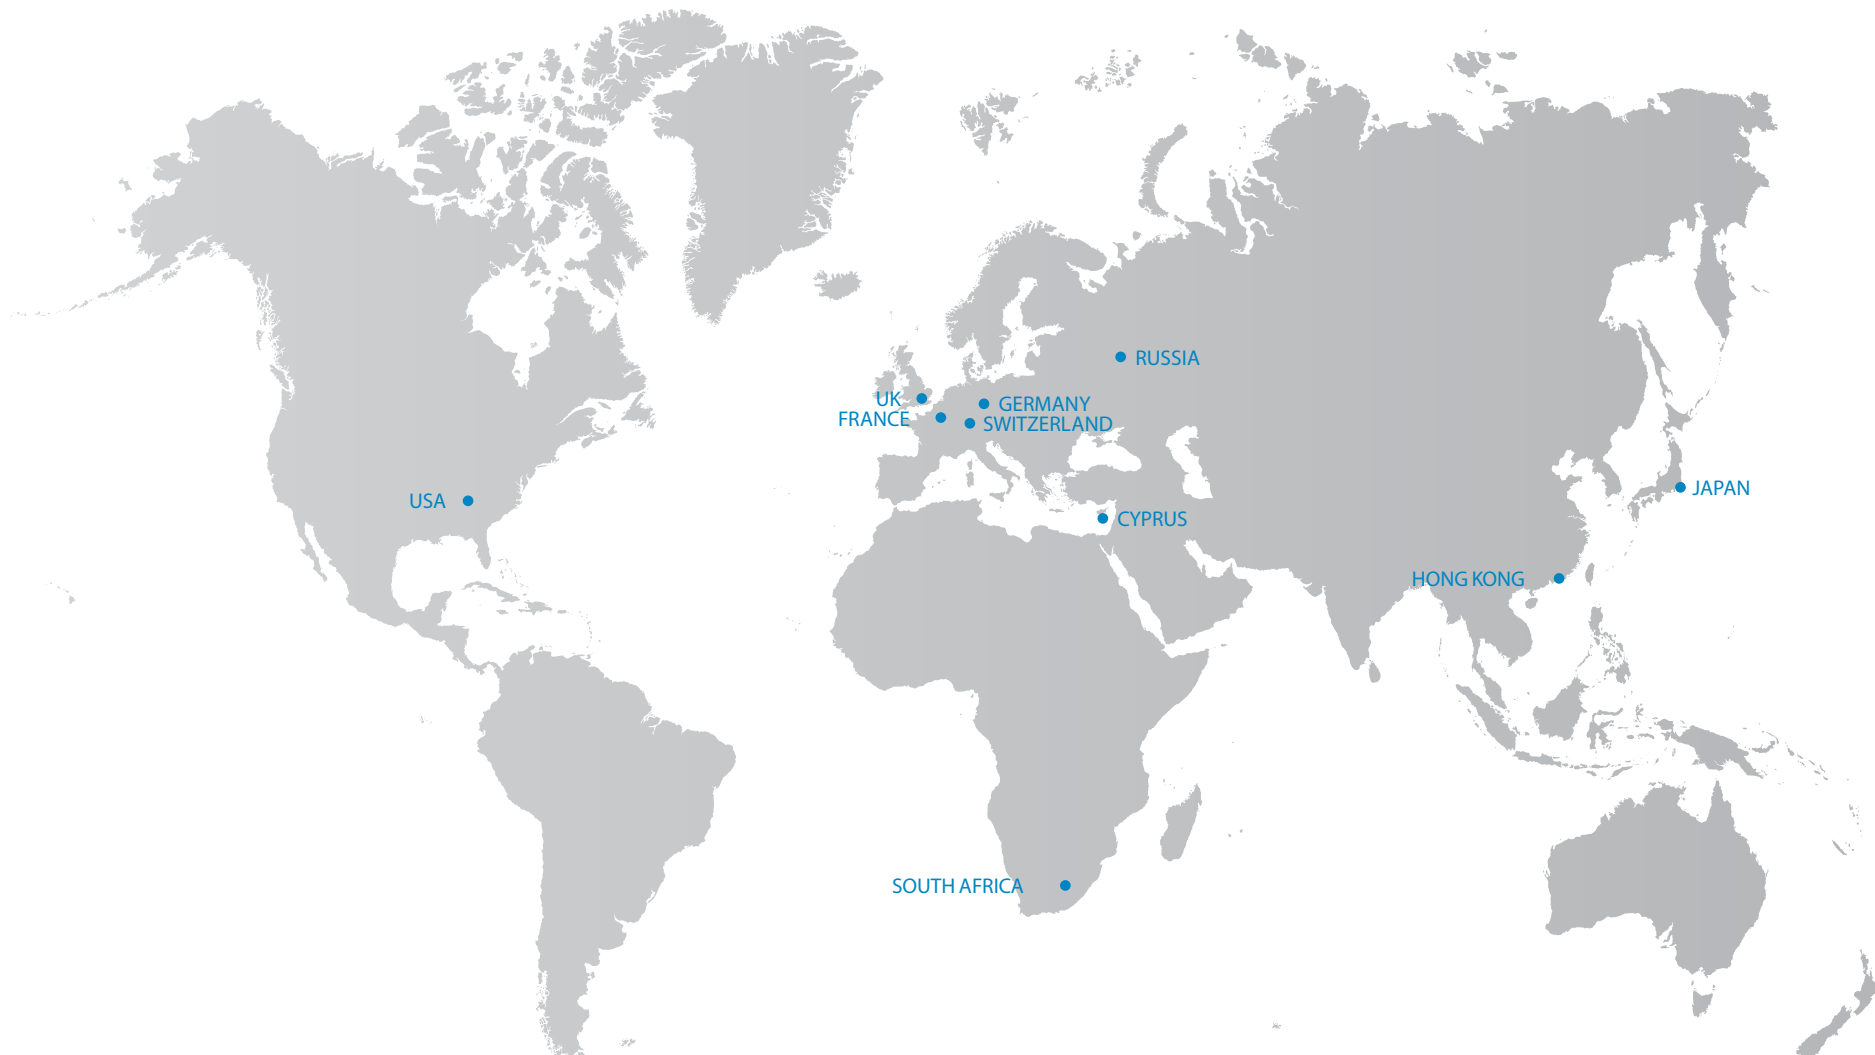 RUSSIA
UK
GERMANY
FRANCE
SWITZERLAND
JAPAN
USA
CYPRUS
HONG KONG
SOUTH AFRICA